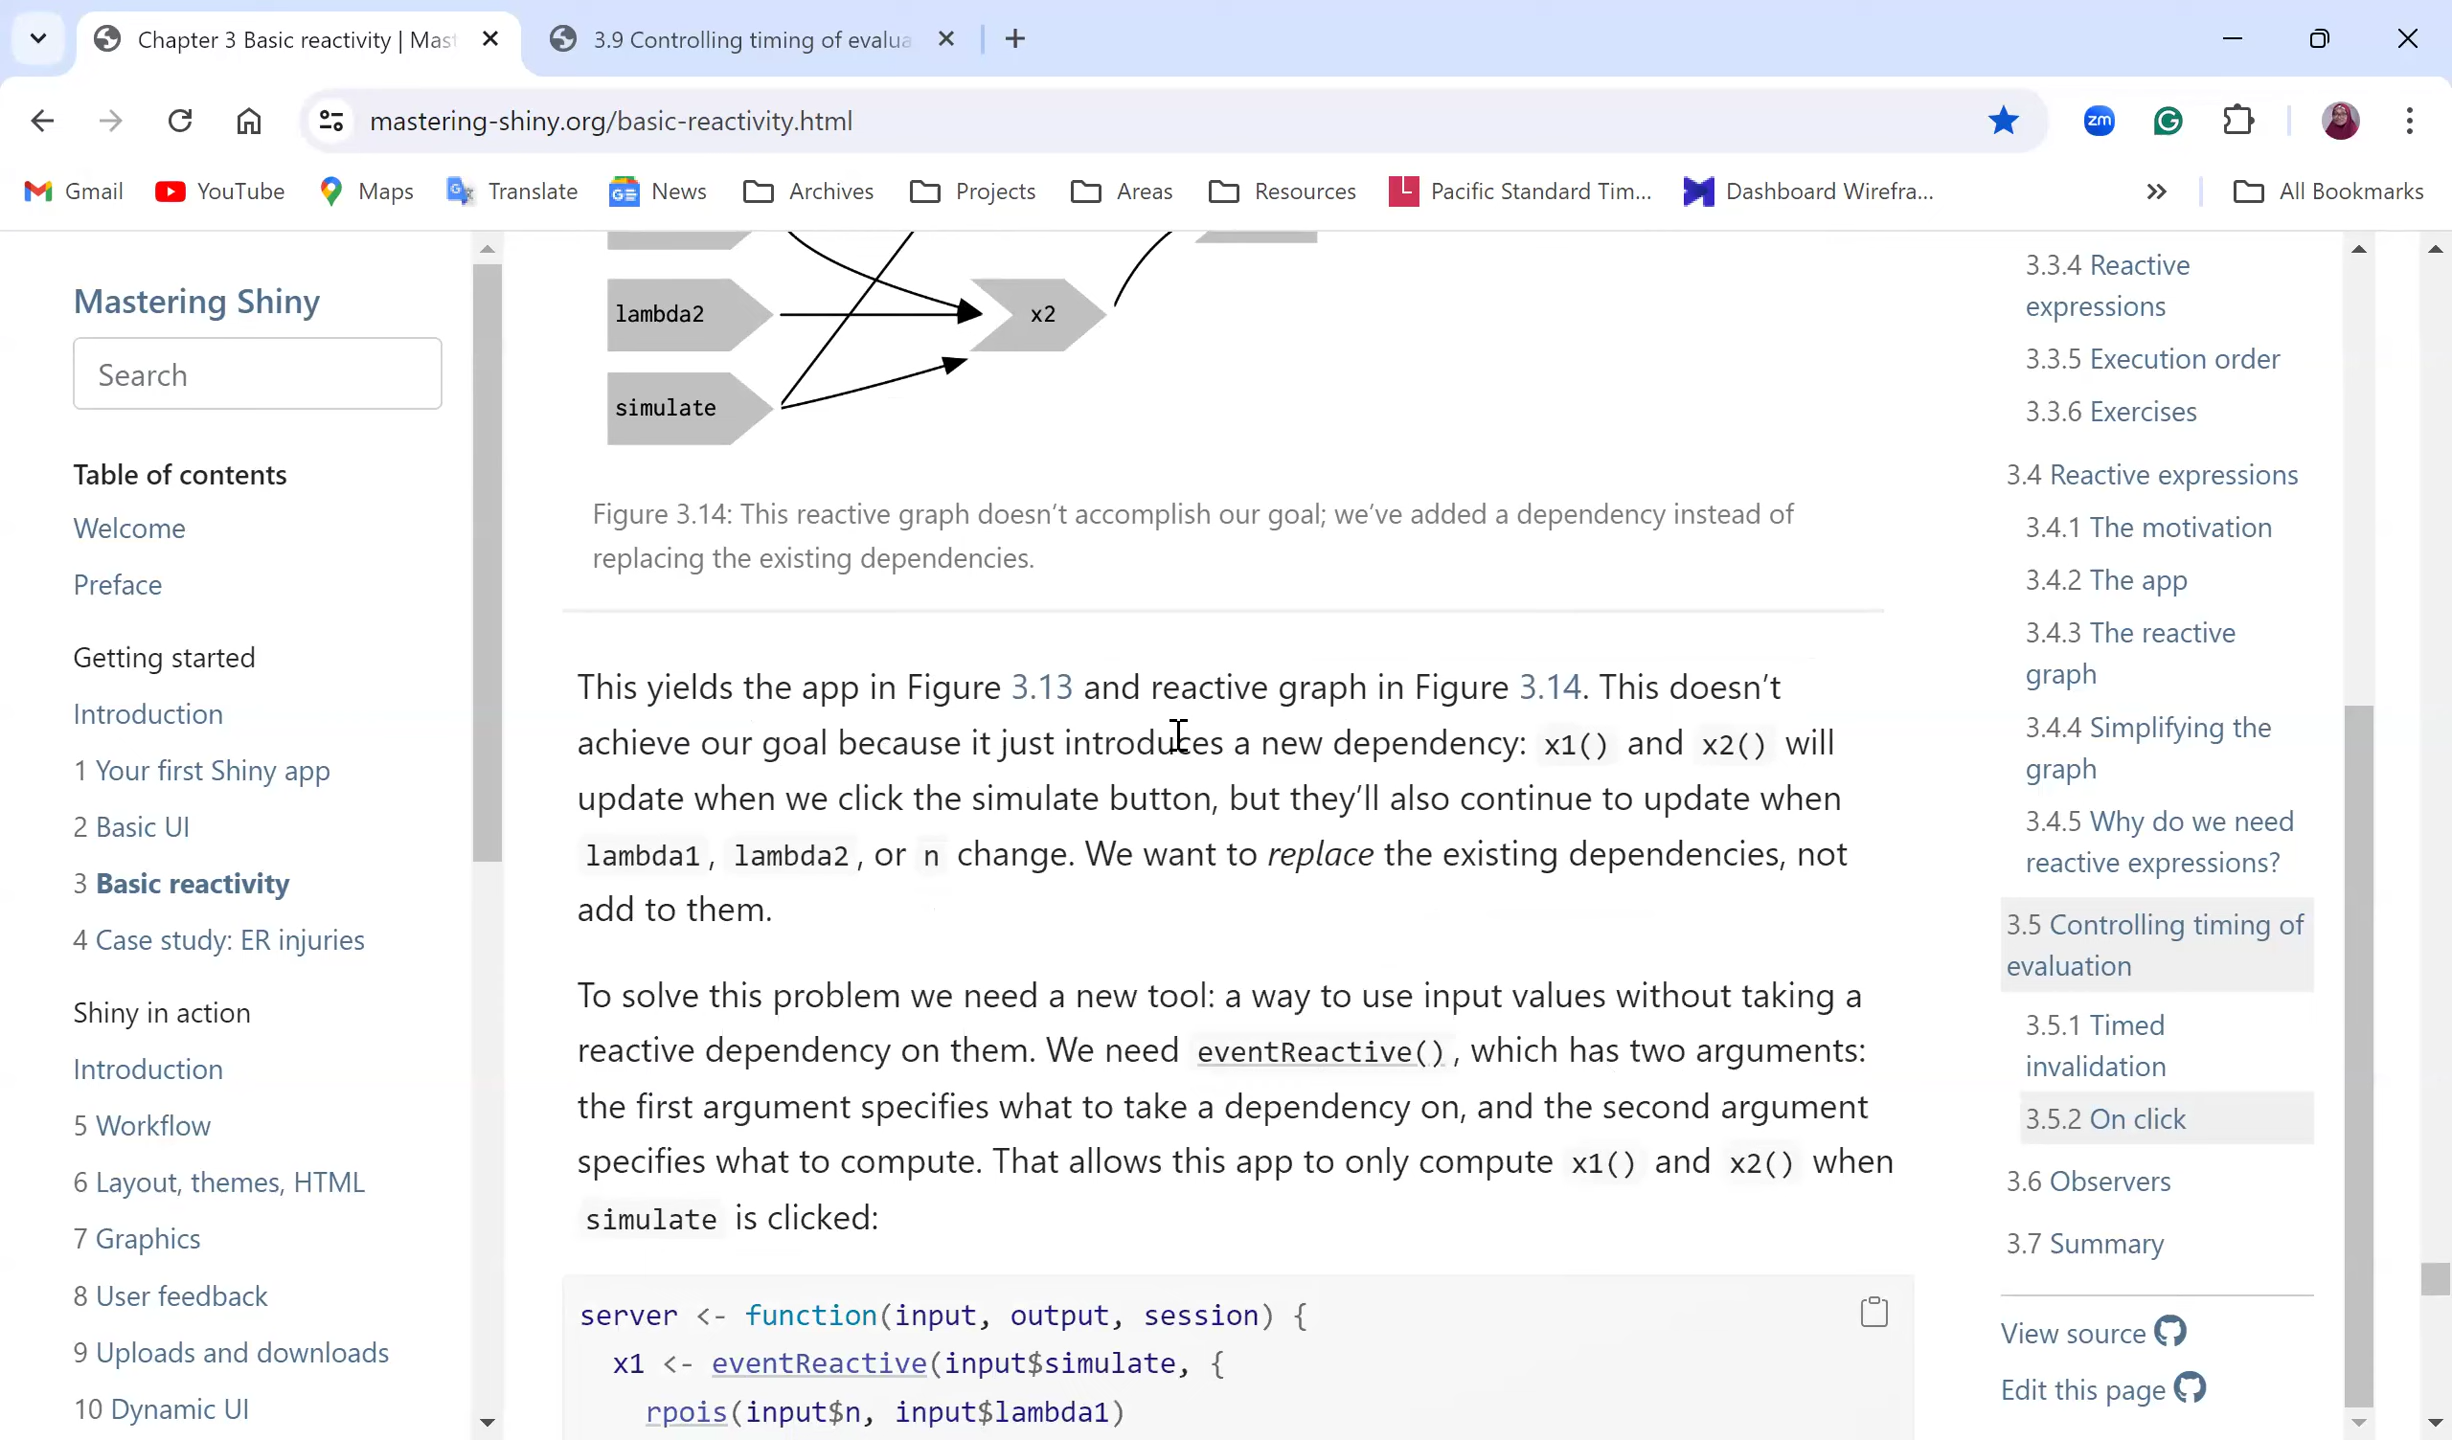 Chapter 3 Basic reactivity | Mast
3.9 Controlling timing of evalua
mastering-shiny.org/basic-reactivity.html
zm
Gmail
YouTube
Maps
Translate
News
Archives
Projects
Areas
Resources
Pacific Standard Tim...
Dashboard Wirefra...
All Bookmarks
Mastering Shiny
Search
Table of contents
Welcome
Preface
Getting started
Introduction
1 Your first Shiny app
2 Basic UI
3 Basic reactivity
4 Case study: ER injuries
Shiny in action
Introduction
5 Workflow
6 Layout, themes, HTML
7 Graphics
8 User feedback
9 Uploads and downloads
10 Dynamic UI
lambda2
x2
simulate
Figure 3.14: This reactive graph doesn't accomplish our goal; we've added a dependency instead of
replacing the existing dependencies.
This yields the app in Figure 3.13 and reactive graph in Figure 3.14. This doesn't
achieve our goal because it just introduces a new dependency: x1() and x2() will
update when we click the simulate button, but they'll also continue to update when
lambda1, lambda2, or n change. We want to replace the existing dependencies, not
add to them.
To solve this problem we need a new tool: a way to use input values without taking a
reactive dependency on them. We need eventReactive(), which has two arguments:
the first argument specifies what to take a dependency on, and the second argument
specifies what to compute. That allows this app to only compute x1() and x2() when
simulate is clicked:
server <- function(input, output, session) {
x1 <- eventReactive(input$simulate, {
rpois(input$n, input$lambda1)
3.3.4 Reactive
expressions
3.3.5 Execution order
3.3.6 Exercises
3.4 Reactive expressions
3.4.1 The motivation
3.4.2 The app
3.4.3 The reactive
graph
3.4.4 Simplifying the
graph
3.4.5 Why do we need
reactive expressions?
3.5 Controlling timing of
evaluation
3.5.1 Timed
invalidation
3.5.2 On click
3.6 Observers
3.7 Summary
View source
Edit this page